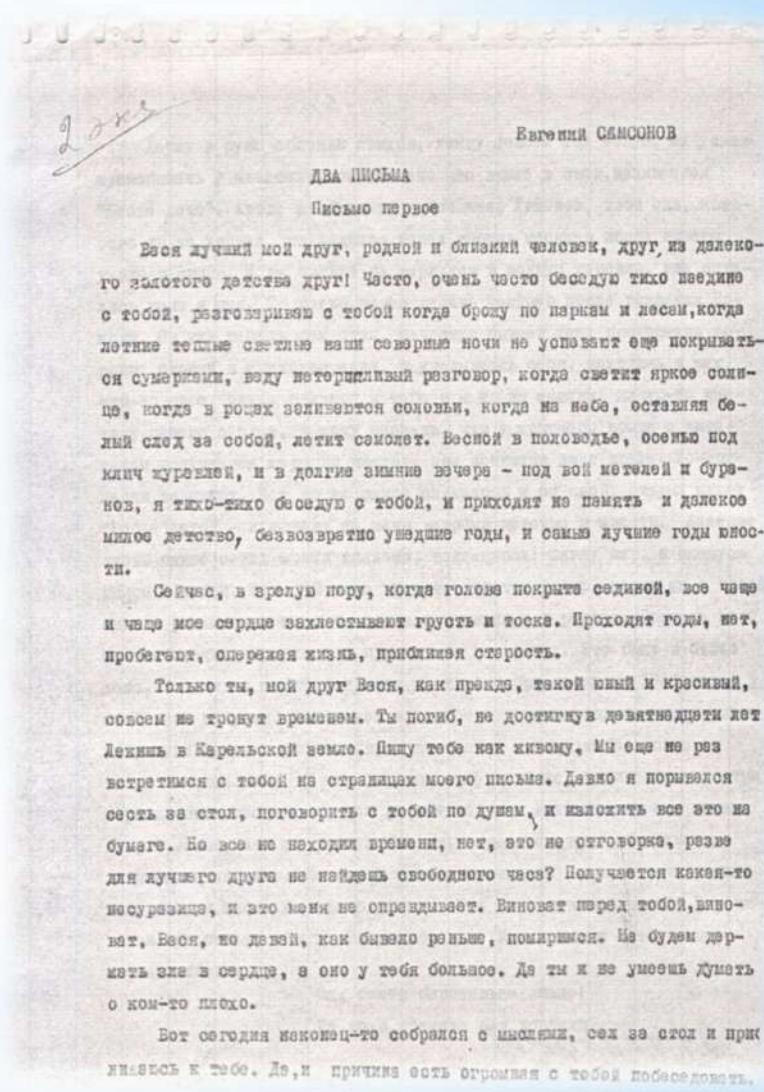 2 экз
Евгений САМСОНОВ
ДВА ПИСЬМА
Письмо первое
Вася лучший мой друг, родной и близкий человек, друг, из далеко-
го золотого детства друг! Часто, очень часто беседую тихо наедине
с тобой, разговариваю с тобой когда брожу по паркам и лесам,когда
летние теплые светлые наши северные ночи не успевают еще покрывать-
ся сумерками, веду нетерпеливый разговор, когда светит яркое солн-
це, когда в рощах заливаются соловьи, когда на небе, оставляя бе-
лый след за собой, летит самолет. Весной в половодье, осенью под
клич журавлей, и в долгие зимние вечера - под вой метелей и бура-
нов, я тихо-тихо беседую с тобой, и приходят на память и далекое
милое детство, безвозвратно ушедшие годы, и самые лучшие годы юнос-
ти.
Сейчас, в зрелую пору, когда голова покрыта сединой, все чаще
и чаще мое сердце захлестывают грусть и тоска. Проходят годы, нет,
пробегают, опережая жизнь, приближая старость.
Только ты, мой друг Вася, как прежде, такой юный и красивый,
совсем не тронут временем. Ты погиб, не достигнув девятнадцати лет
Лежишь в Карельской земле. Пишу тебе как живому. Мы еще не раз
встретимся с тобой на страницах моего письма. Давно я порывался
сесть за стол, поговорить с тобой по душам, и изложить все это на
бумаге. Но все не находил времени, нет, это не отговорка, разве
для лучшего друга не найдешь свободного часа? Получается какая-то
несуразица, и это меня не оправдывает. Виноват перед тобой,вино-
ват, Вася, но давай, как бывало раньше, помиримся. Не будем дер-
жать зла в сердце, а оно у тебя большое. Да ты и не умеешь думать
о ком-то плохо.
Вот сегодня наконец-то собрался с мыслями, сел за стол и при
жаюсь к тебе. Да,и причина есть огромная с тобой побеседовать.